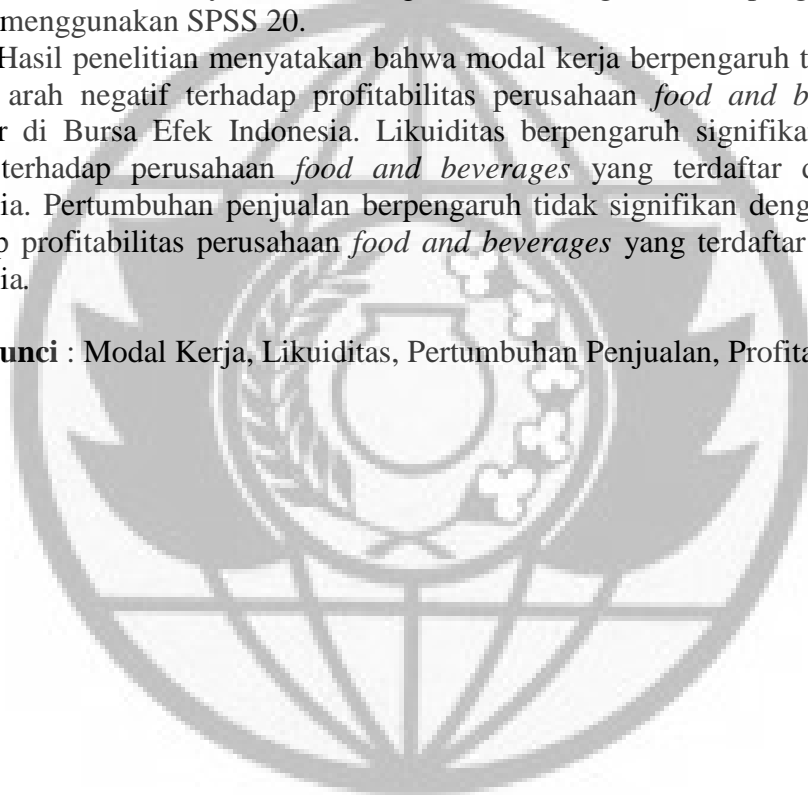 menggunakan SPSS 20.
Hasil penelitian menyatakan bahwa modal kerja berpengaruh t
arah negatif terhadap profitabilitas perusahaan food and b
r di Bursa Efek Indonesia. Likuiditas berpengaruh signifika
terhadap perusahaan food and beverages yang terdaftar d
ia. Pertumbuhan penjualan berpengaruh tidak signifikan deng
p profitabilitas perusahaan food and beverages yang terdaftar
ia.
unci : Modal Kerja, Likuiditas, Pertumbuhan Penjualan, Profita